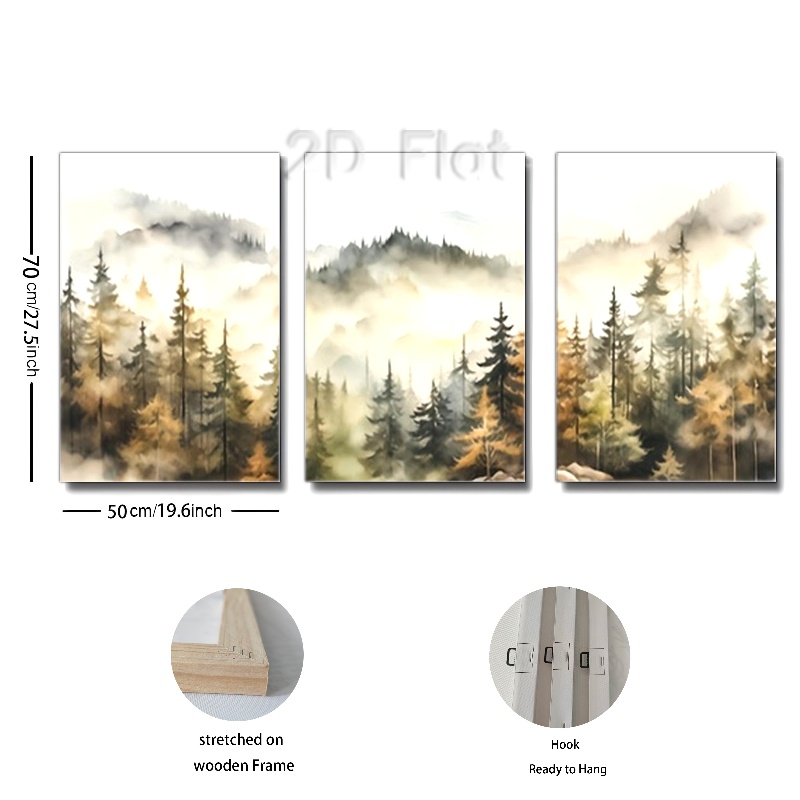 2D Flat
70cm/27.5inch
50cm/19.6inch
stretched on
wooden Frame
Hook
Ready to Hang